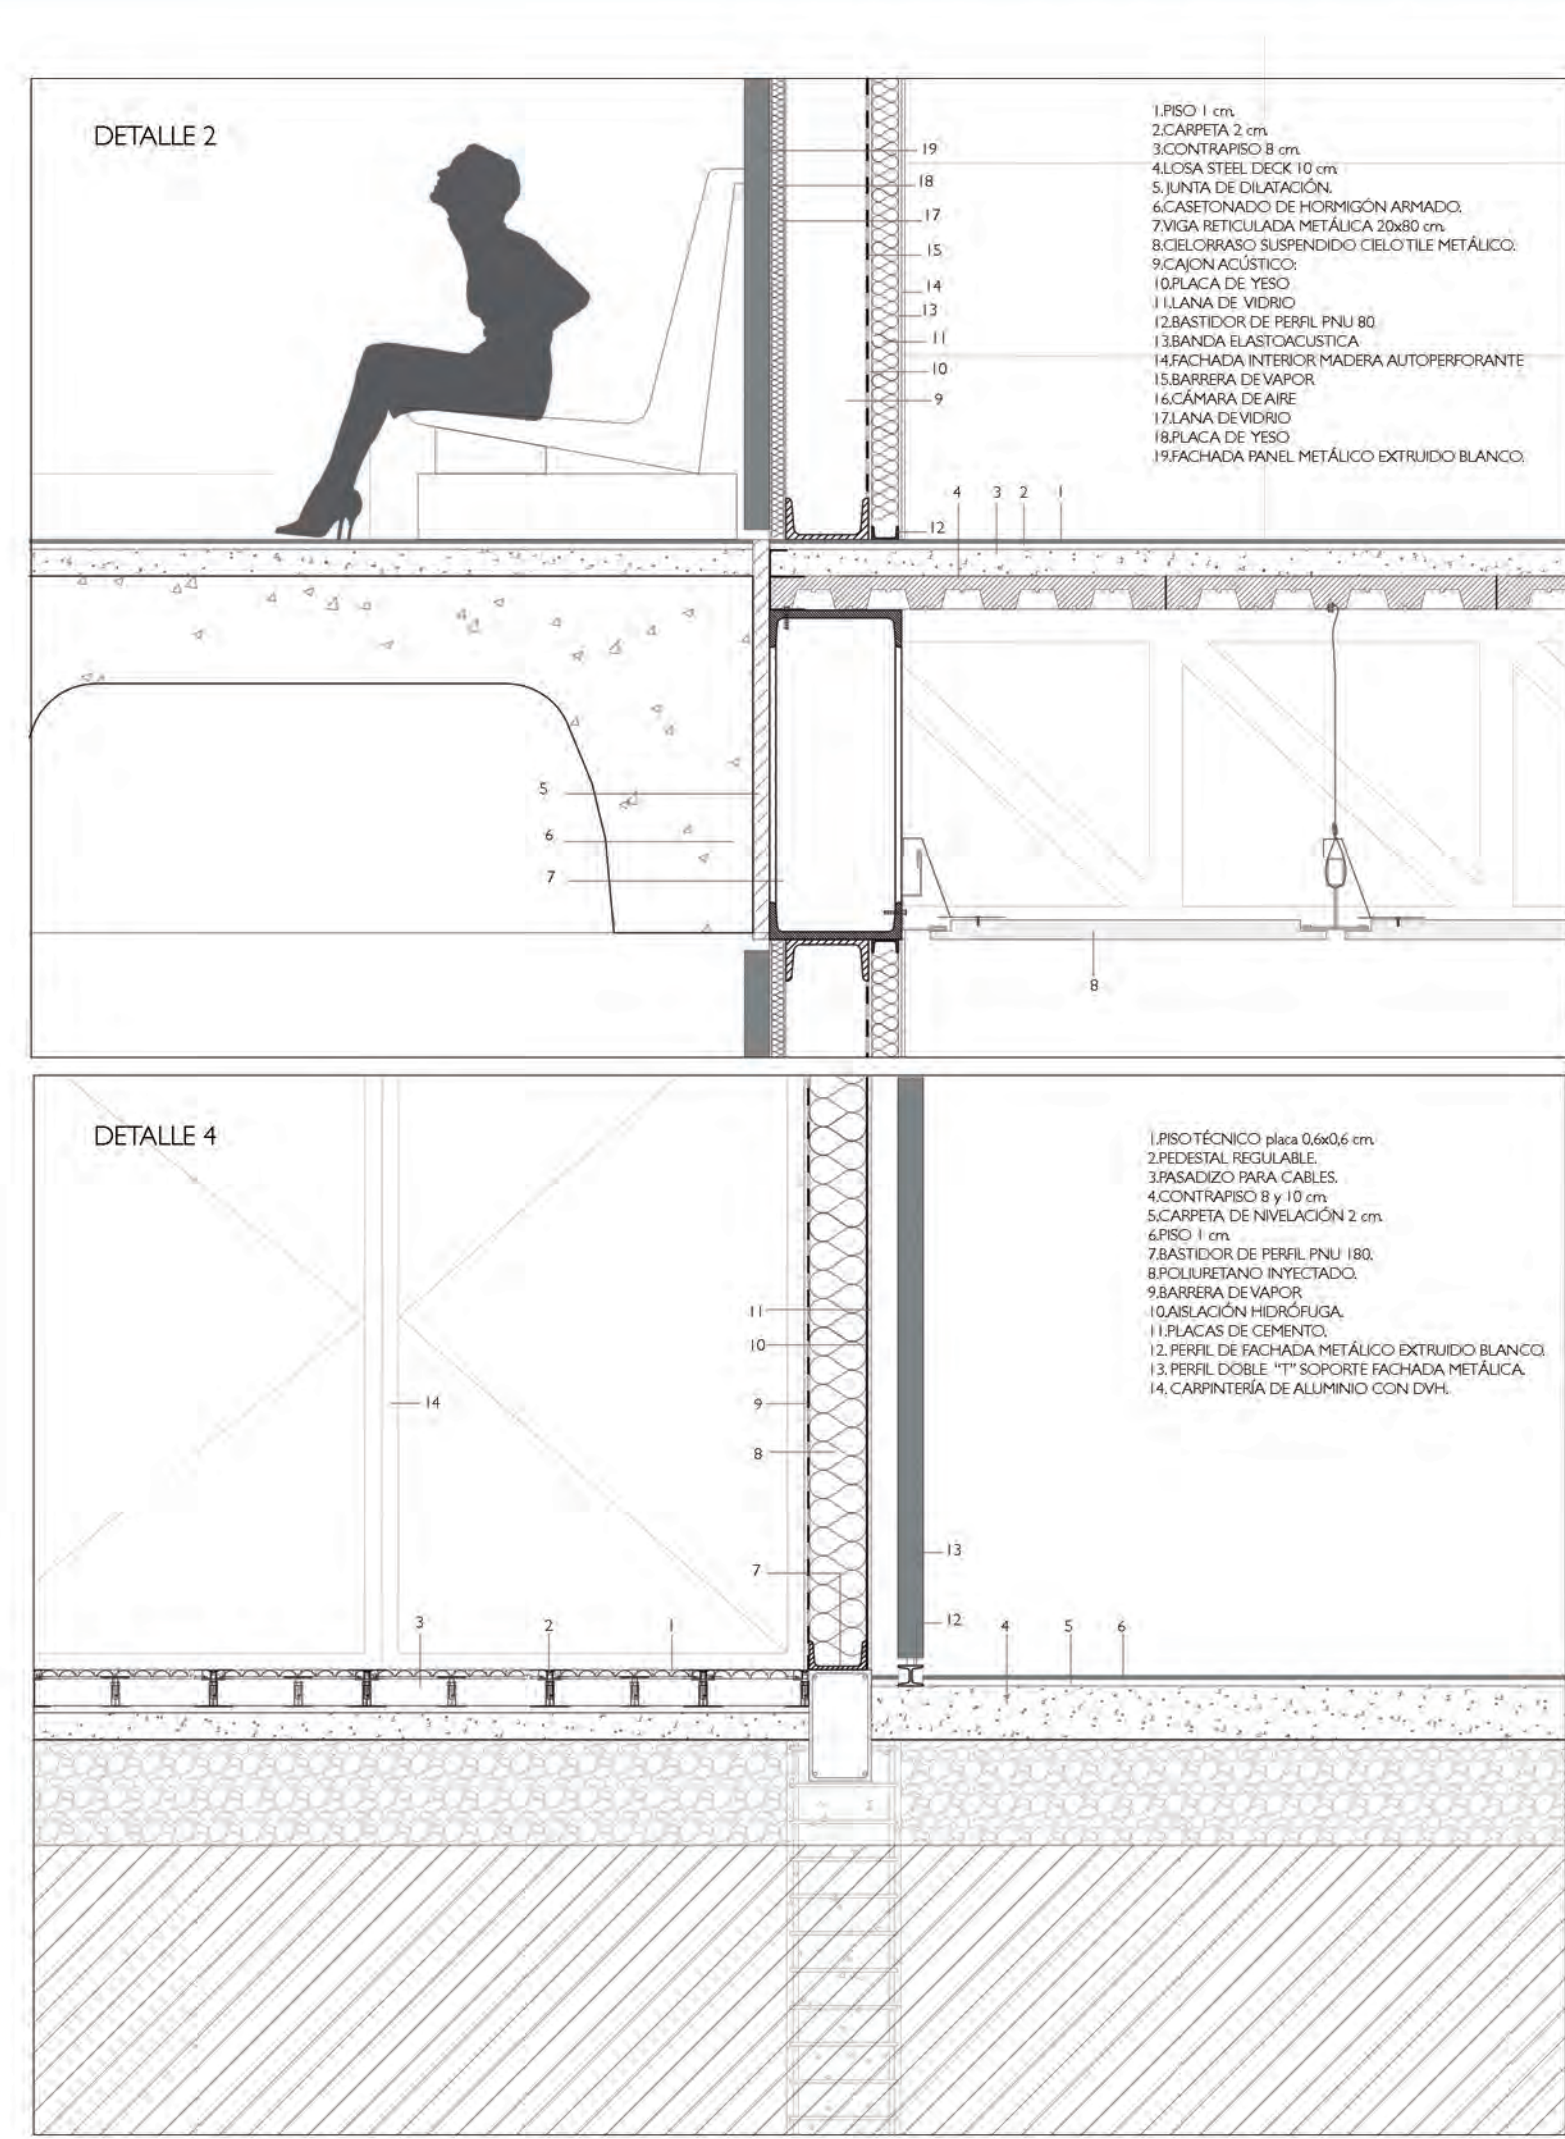 DETALLE 2
1.PISO 1 cm.
2.CARPETA 2 cm.
3.CONTRAPISO 8 cm.
4.LOSA STEEL DECK 10 cm.
5. JUNTA DE DILATACIÓN.
6.CASETONADO DE HORMIGÓN ARMADO.
7.VIGA RETICULADA METÁLICA 20x80 cm.
8.CIELORRASO SUSPENDIDO CIELOTILE METÁLICO.
9.CAJON ACÚSTICO:
10.PLACA DE YESO
11.LANA DE VIDRIO
12.BASTIDOR DE PERFIL PNU 80
13.BANDA ELASTOACUSTICA
14.FACHADA INTERIOR MADERA AUTOPERFORANTE
15.BARRERA DE VAPOR
16.CÁMARA DE AIRE
17.LANA DE VIDRIO
18.PLACA DE YESO
19.FACHADA PANEL METÁLICO EXTRUIDO BLANCO.
19
18
17
15
14
13
11
10
9
4 3 2 1
12
5
6
7
8
DETALLE 4
1.PISO TÉCNICO placa 0,6x0,6 cm.
2.PEDESTAL REGULABLE.
3.PASADIZO PARA CABLES.
4.CONTRAPISO 8 y 10 cm.
5.CARPETA DE NIVELACIÓN 2 cm.
6.PISO 1 cm.
7.BASTIDOR DE PERFIL PNU 180.
8.POLIURETANO INYECTADO.
9.BARRERA DE VAPOR
10.AISLACIÓN HIDRÓFUGA.
11.PLACAS DE CEMENTO.
12. PERFIL DE FACHADA METÁLICO EXTRUIDO BLANCO.
13. PERFIL DOBLE "T" SOPORTE FACHADA METÁLICA.
14. CARPINTERÍA DE ALUMINIO CON DVH.
11
10
14
9
8
13
7
12
3 2 1
4 5 6